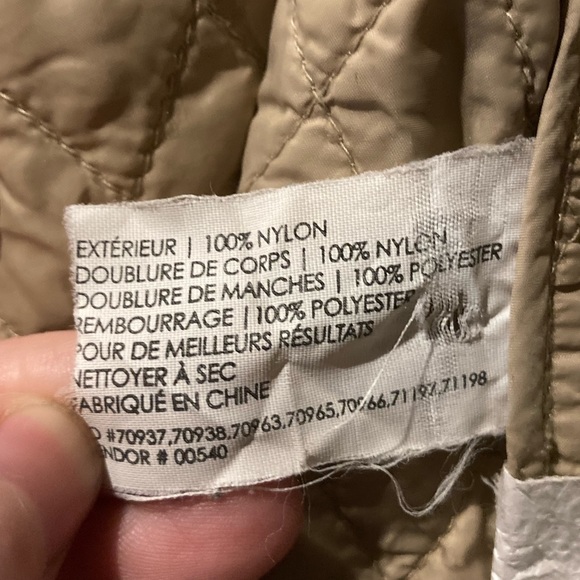 EXTÉRIEUR | 100% NYLON
DOUBLURE DE CORPS | 100% NYLON
DOUBLURE DE MANCHES | 100% POLYESTER
REMBOURRAGE | 100% POLYESTER
POUR DE MEILLEURS RÉSULTATS
NETTOYER À SEC
FABRIQUÉ EN CHINE
#70937,70938,70963,70965,70966,71197,71198
VENDOR # 00540